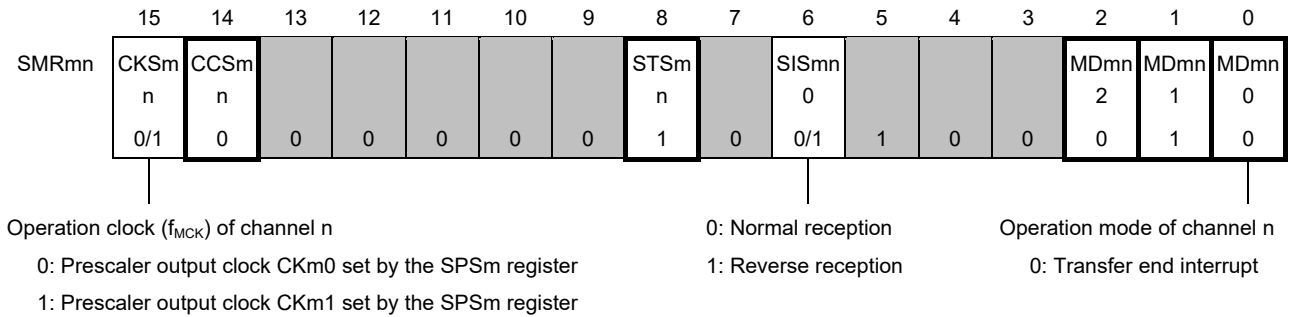 15 14 13 12 11 10 9 8 7 6 5 4 3 2 1 0
SMRmn CKSm CCSm STSm SISmn MDmn MDmn MDmn
n n n 0 2 1 0
0/1 0 0 0 0 0 0 1 0 0/1 1 0 0 0 1 0
Operation clock (fMCK) of channel n 0: Normal reception Operation mode of channel n
0: Prescaler output clock CKm0 set by the SPSm register 1: Reverse reception 0: Transfer end interrupt
1: Prescaler output clock CKm1 set by the SPSm register